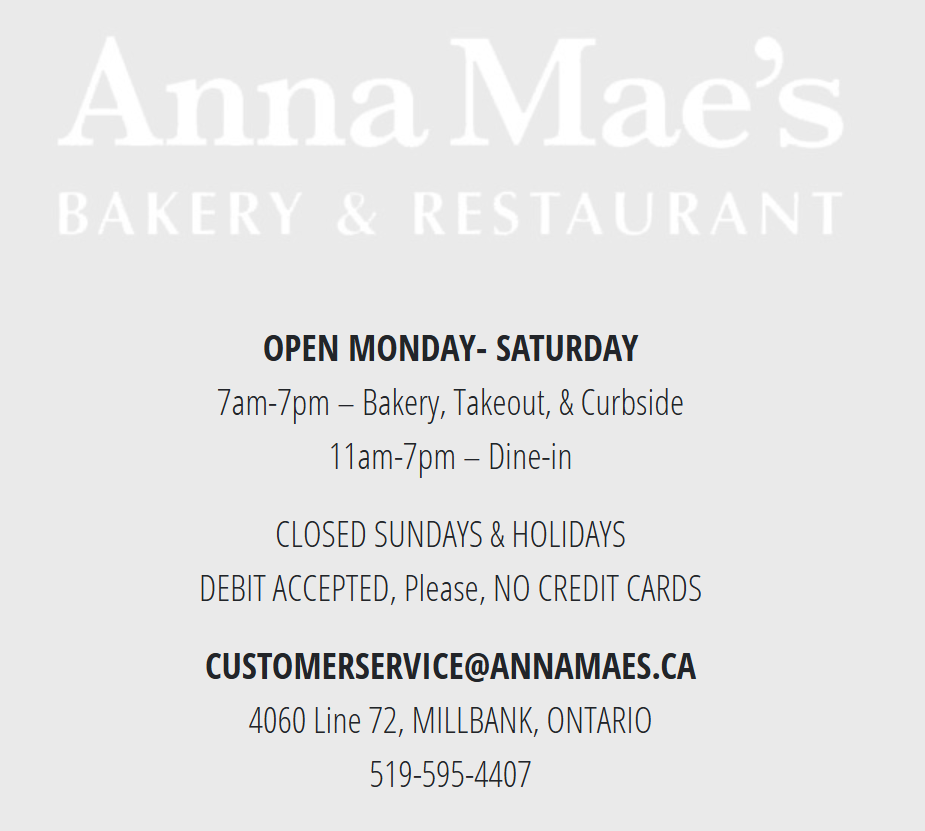 Anna Mae's
BAKERY & RESTAURANT
OPEN MONDAY- SATURDAY
7am-7pm – Bakery, Takeout, & Curbside
11am-7pm – Dine-in
CLOSED SUNDAYS & HOLIDAYS
DEBIT ACCEPTED, Please, NO CREDIT CARDS
CUSTOMERSERVICE@ANNAMAES.CA
4060 Line 72, MILLBANK, ONTARIO
519-595-4407